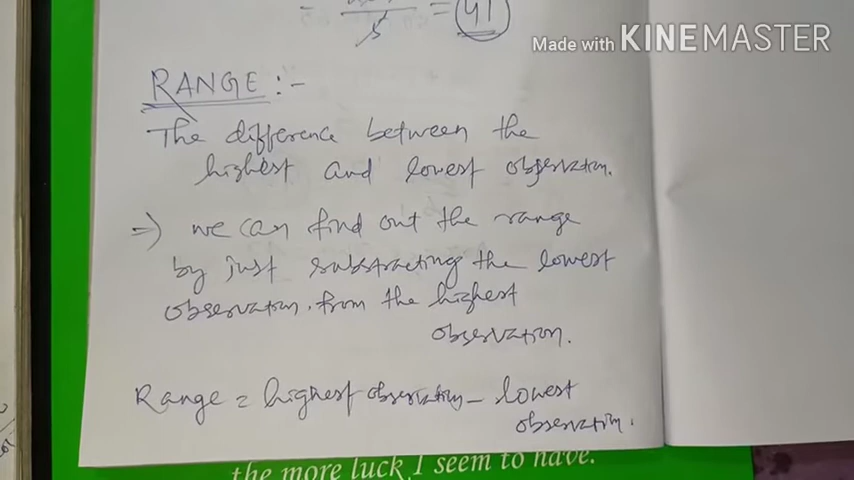 = 5 = 41
Made with KINEMASTER
RANGE :-
The difference between the
highest and lowest observation.
=> we can find out the range
by just substracting the lowest
observation. from the highest
observation.
Range = highest observation - lowest
observation.
the more luck I seem to have.